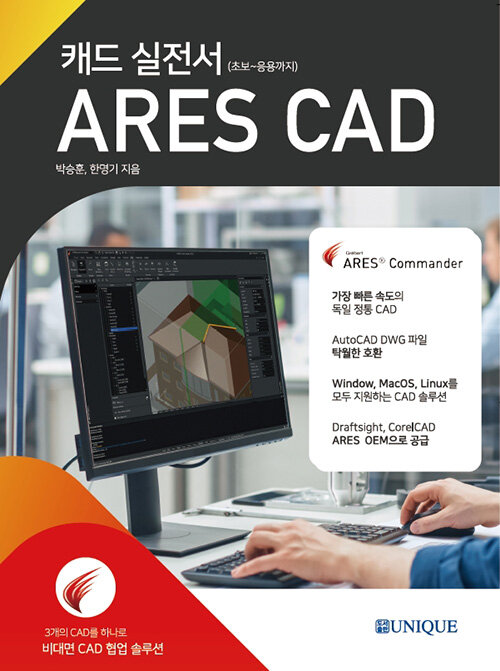 캐드 실전서 (초보~응용까지)
ARES CAD
박승훈, 한명기 지음
Graebert
ARES® Commander
가장 빠른 속도의
독일 정통 CAD
AutoCAD DWG 파일
탁월한 호환
Window, MacOS, Linux를
모두 지원하는 CAD 솔루션
Draftsight, CorelCAD
ARES OEM으로 공급
3개의 CAD를 하나로
비대면 CAD 협업 솔루션
도서출판 UNIQUE